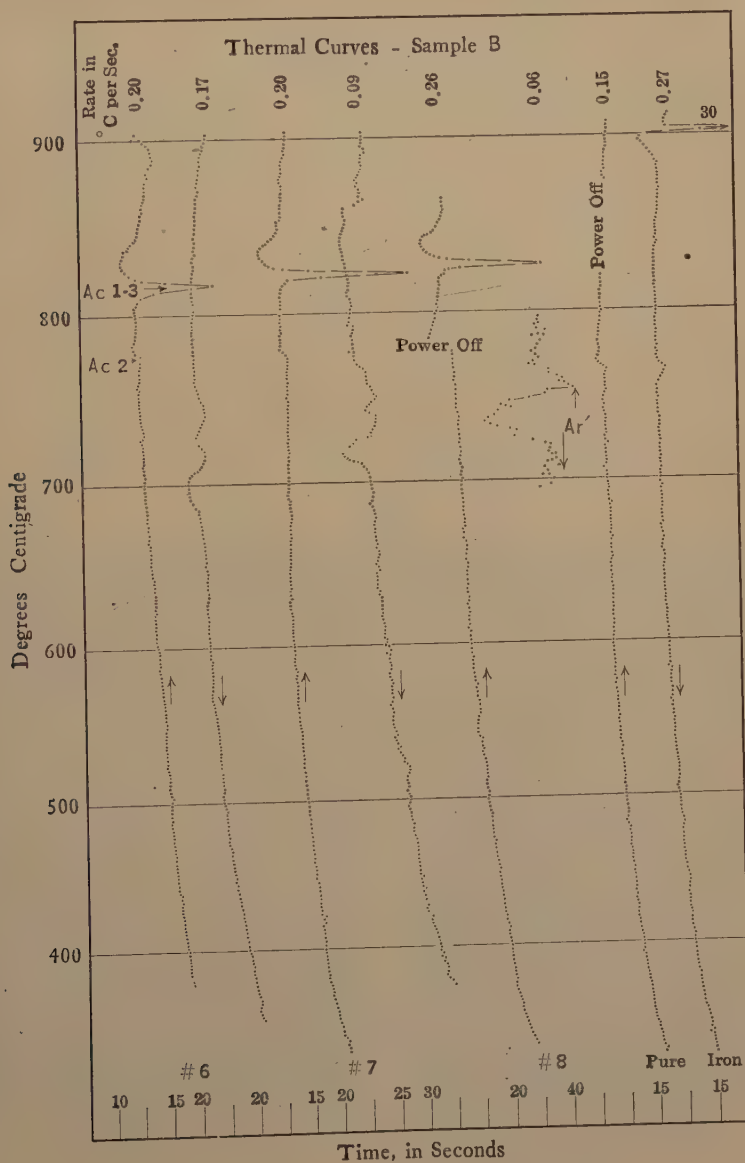 Thermal Curves - Sample B
Rate in
° C per Sec.
0.20
0.17
0.20
0.09
0.26
0.06
0.15
0.27
30
900
Power Off
Ac 1-3
800
Power Off
Ac 2
Ar′
700
Degrees Centigrade
600
500
400
#6
#7
#8
Pure Iron
10 15 20 20 15 20 25 30 20 40 15 15
Time, in Seconds